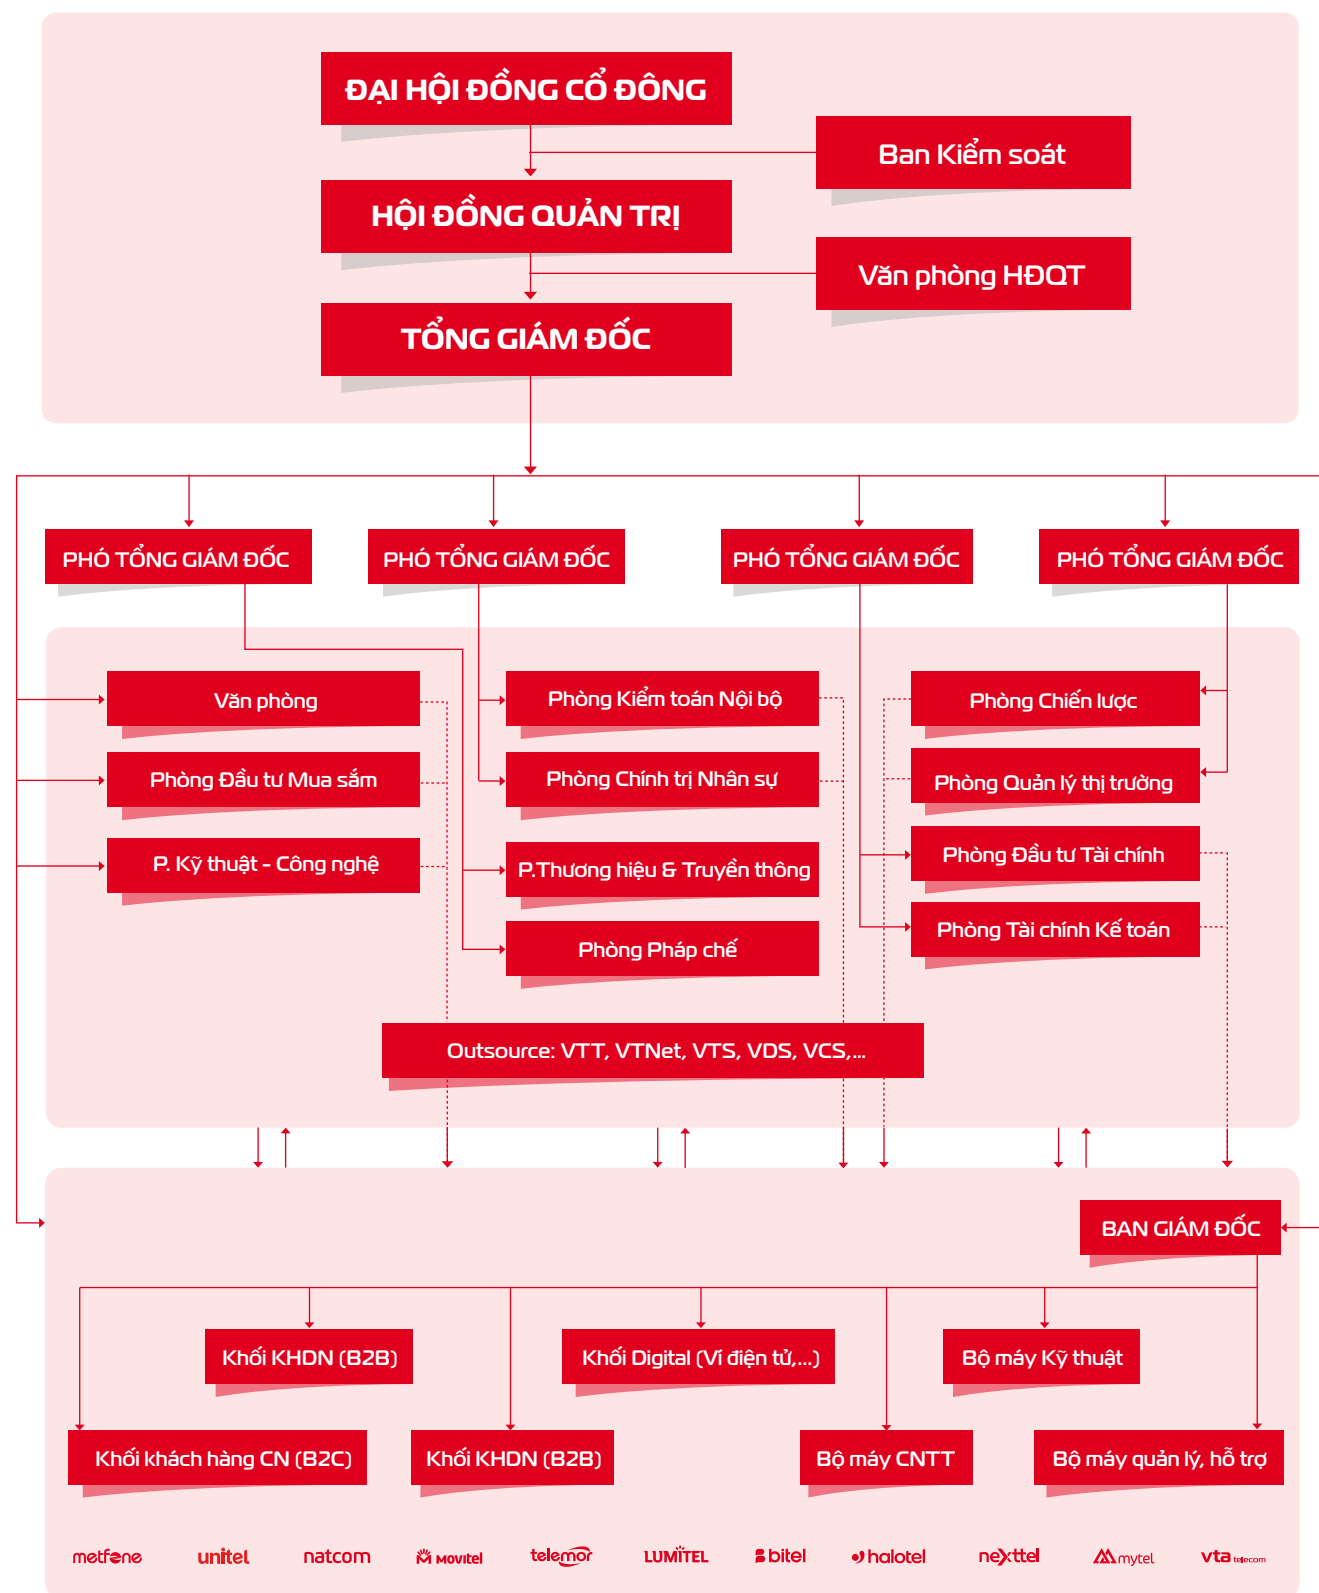 ĐẠI HỘI ĐỒNG CỔ ĐÔNG
Ban Kiểm soát
HỘI ĐỒNG QUẢN TRỊ
Văn phòng HĐQT
TỔNG GIÁM ĐỐC
PHÓ TỔNG GIÁM ĐỐC
PHÓ TỔNG GIÁM ĐỐC
PHÓ TỔNG GIÁM ĐỐC
PHÓ TỔNG GIÁM ĐỐC
Văn phòng
Phòng Kiểm toán Nội bộ
Phòng Chiến lược
Phòng Đầu tư Mua sắm
Phòng Chính trị Nhân sự
Phòng Quản lý thị trường
P. Kỹ thuật - Công nghệ
P.Thương hiệu & Truyền thông
Phòng Đầu tư Tài chính
Phòng Pháp chế
Phòng Tài chính Kế toán
Outsource: VTT, VTNet, VTS, VDS, VCS,...
BAN GIÁM ĐỐC
Khối KHDN (B2B)
Khối Digital (Ví điện tử,...)
Bộ máy Kỹ thuật
Khối khách hàng CN (B2C)
Khối KHDN (B2B)
Bộ máy CNTT
Bộ máy quản lý, hỗ trợ
metfone
unitel
natcom
MOVITEL
telemor
LUMITEL
bitel
halotel
nexttel
mytel
vta telecom